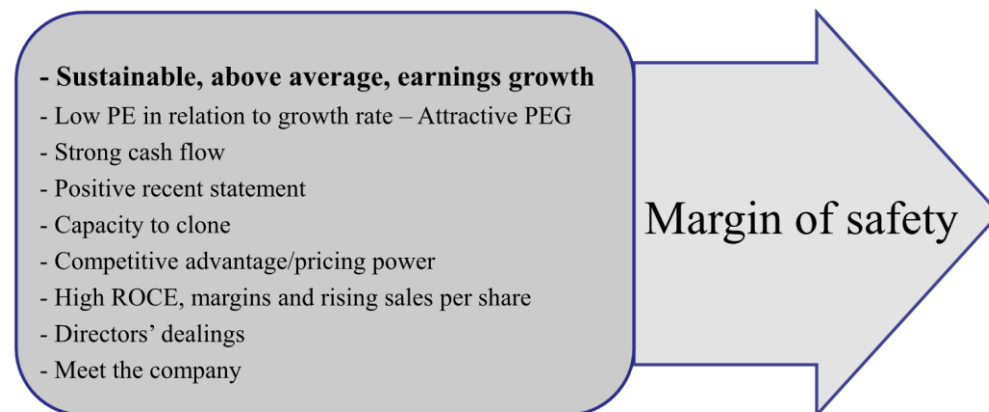 - Sustainable, above average, earnings growth
- Low PE in relation to growth rate – Attractive PEG
- Strong cash flow
- Positive recent statement
- Capacity to clone
- Competitive advantage/pricing power
- High ROCE, margins and rising sales per share
- Directors’ dealings
- Meet the company
Margin of safety